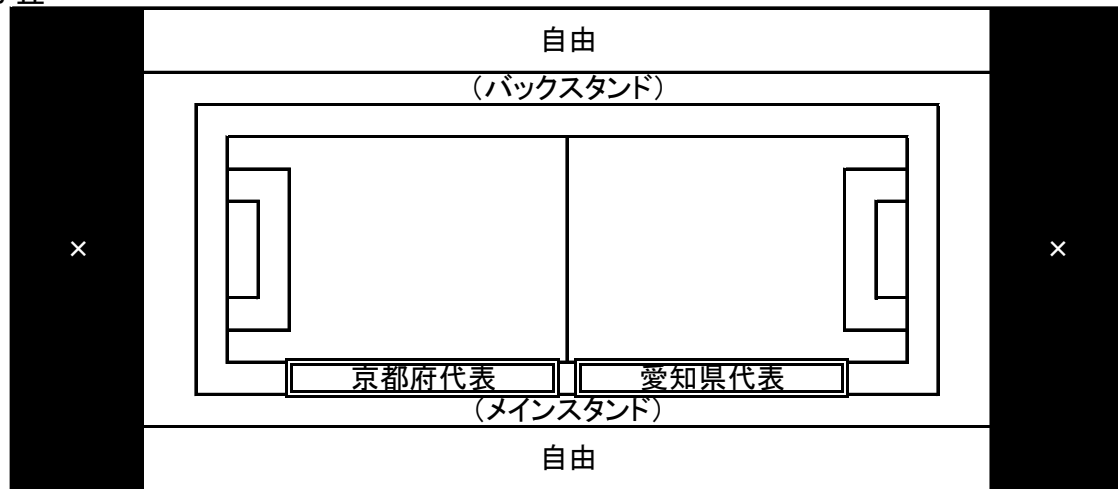 自由
(バックスタンド)
×
×
京都府代表
愛知県代表
(メインスタンド)
自由